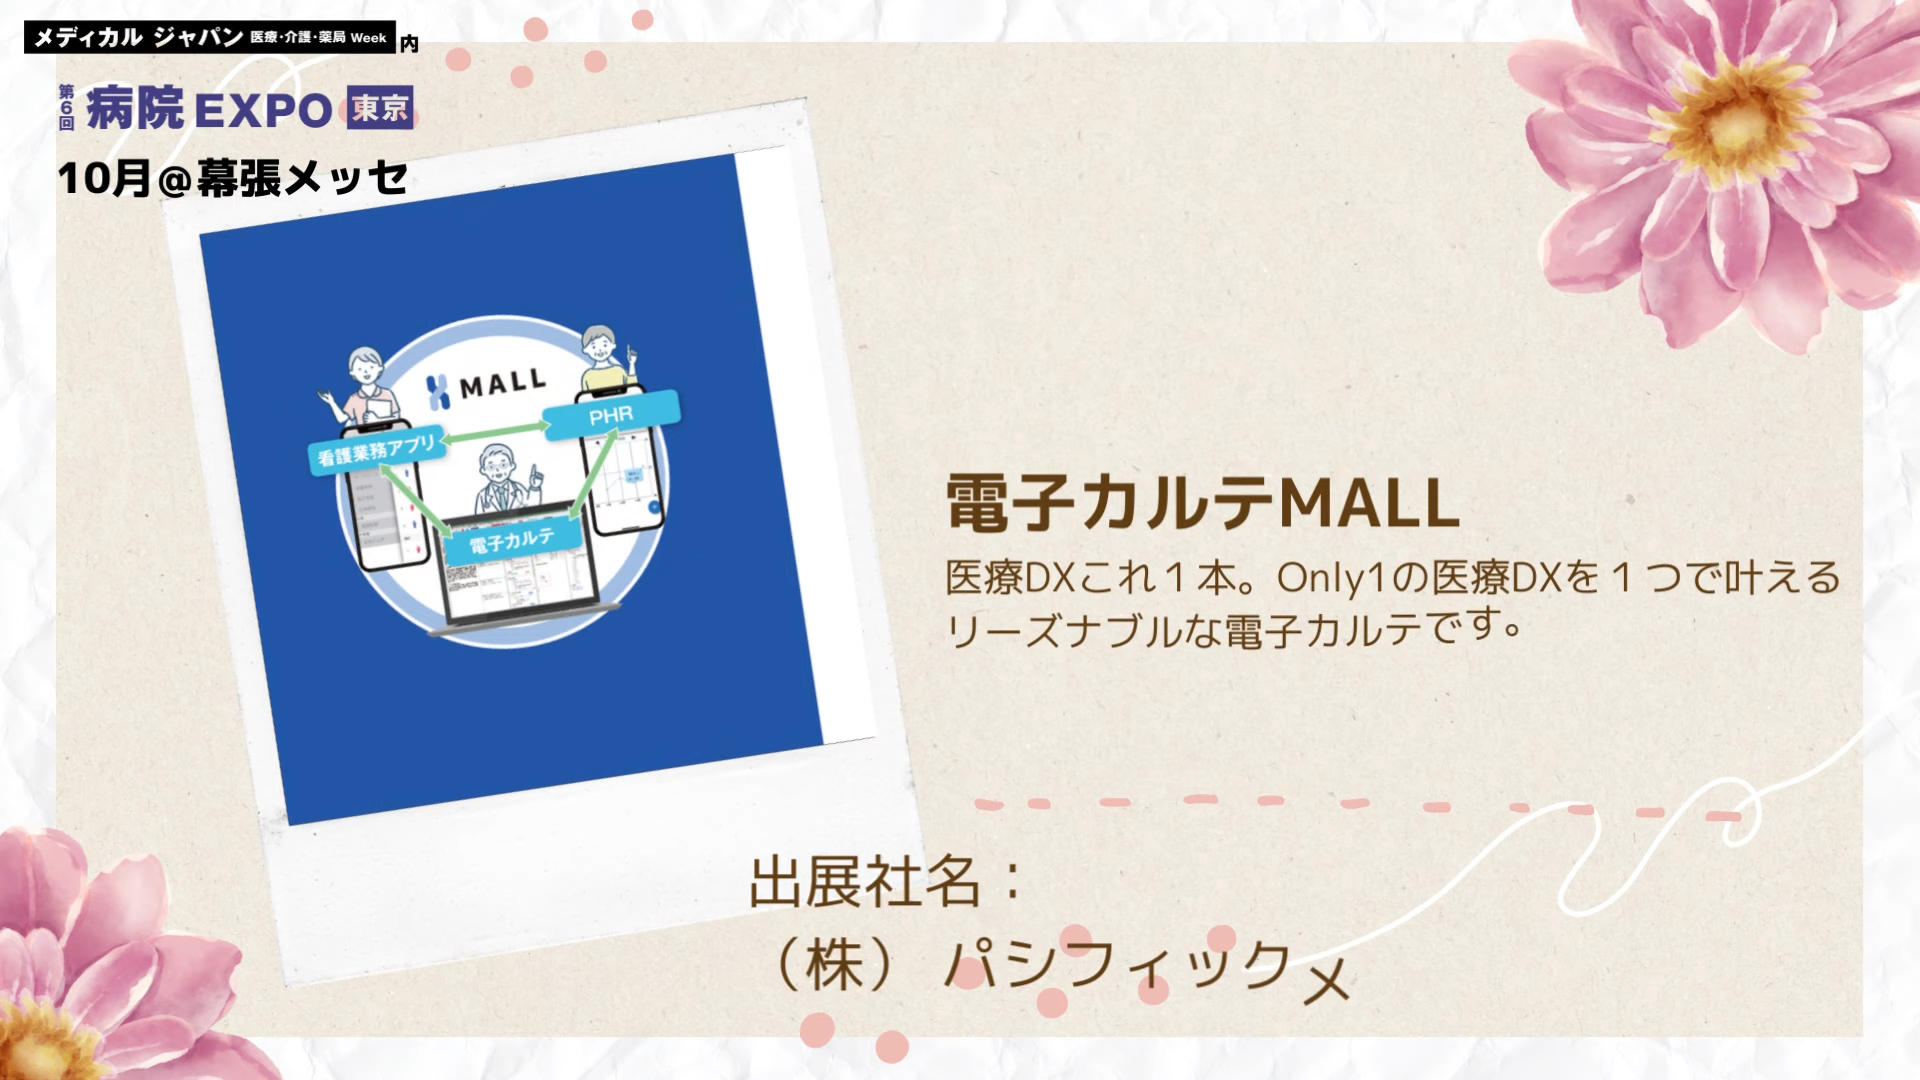 メディカル ジャパン 医療・介護・薬局 Week 内
第6回 病院 EXPO 東京
10月@幕張メッセ
MALL
PHR
看護業務アプリ
電子カルテ
電子カルテMALL
医療DXこれ1本。Only1の医療DXを1つで叶える
リーズナブルな電子カルテです。
出展社名：
（株） パシフィックメ